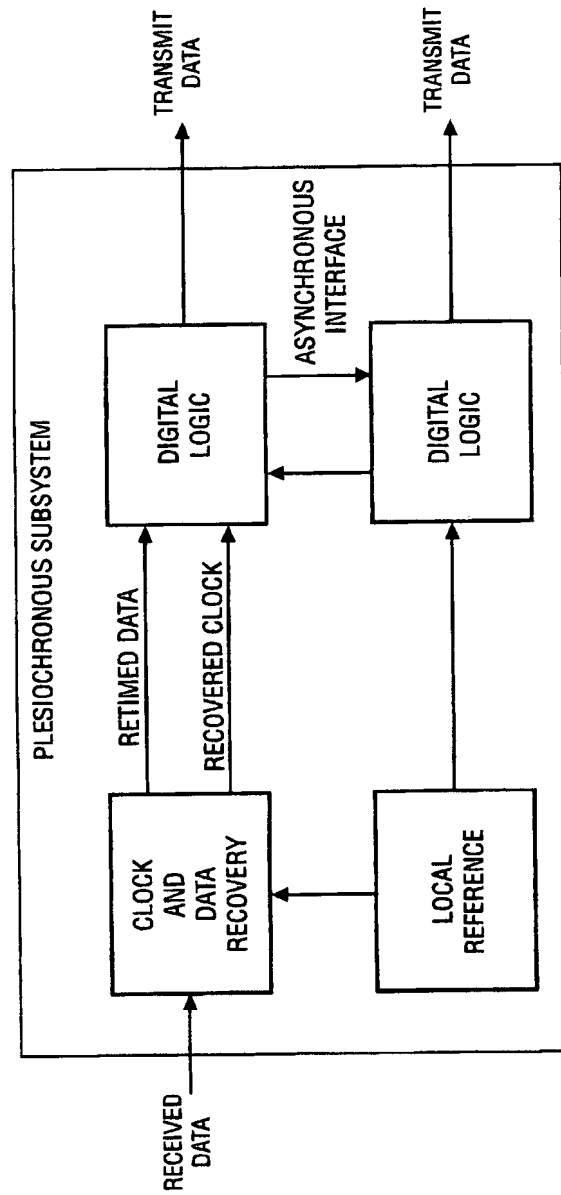 PLESIOCHRONOUS SUBSYSTEM
RECEIVED
DATA
CLOCK
AND
DATA
RECOVERY
RETIMED DATA
RECOVERED CLOCK
DIGITAL
LOGIC
TRANSMIT
DATA
ASYNCHRONOUS
INTERFACE
LOCAL
REFERENCE
DIGITAL
LOGIC
TRANSMIT
DATA